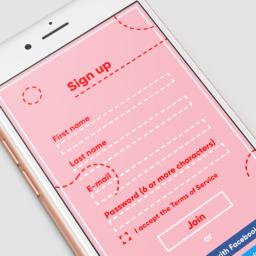 Sign up
First name
Last name
E-mail
Password (6 or more characters)
I accept the Terms of Service
Join
or
with Facebook